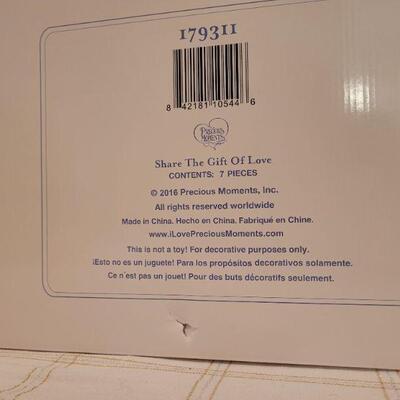 179311
8 42181 10544 6
PRECIOUS
MOMENTS
Share The Gift Of Love
CONTENTS: 7 PIECES
© 2016 Precious Moments, Inc.
All rights reserved worldwide
Made in China. Hecho en China. Fabriqué en Chine.
www.iLovePreciousMoments.com
This is not a toy! For decorative purposes only.
¡Esto no es un juguete! Para los propósitos decorativos solamente.
Ce n'est pas un jouet! Pour des buts décoratifs seulement.